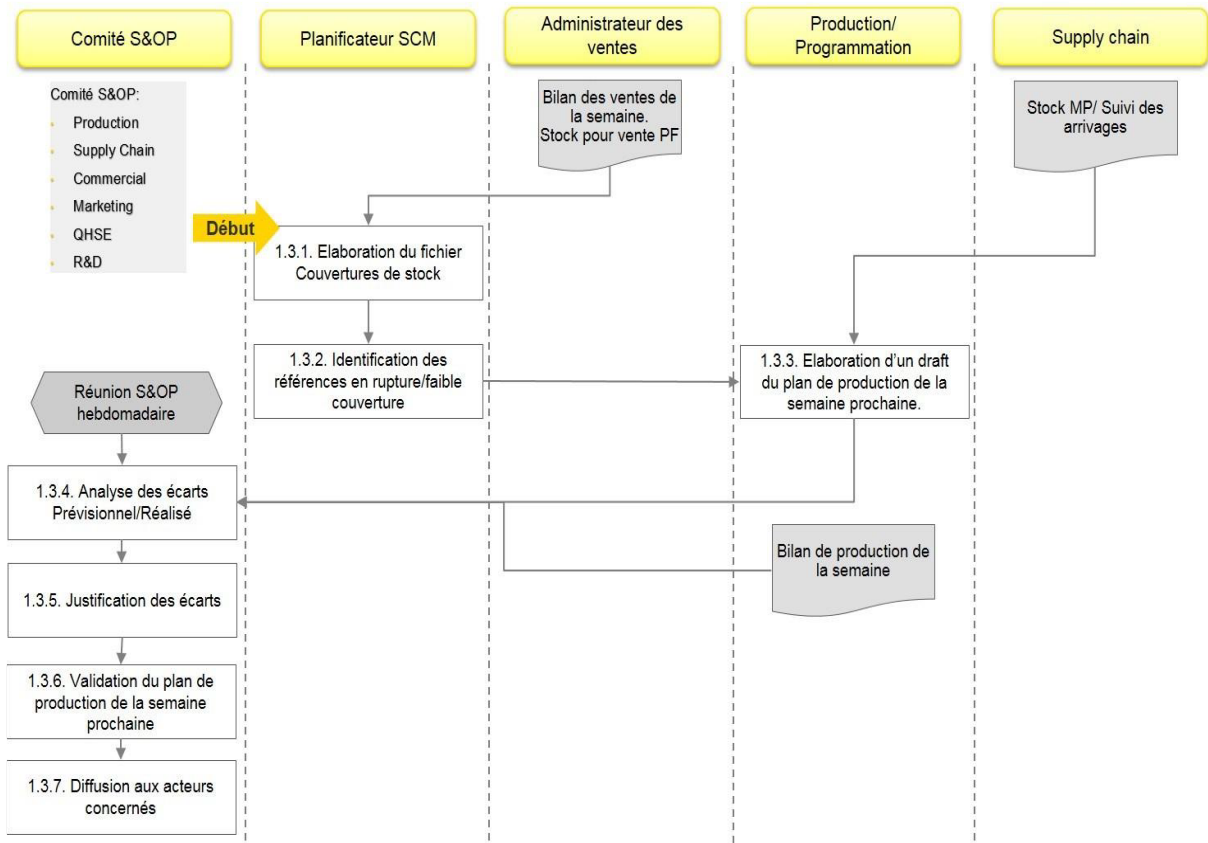 Comité S&OP
Planificateur SCM
Administrateur des
ventes
Production/
Programmation
Supply chain
Comité S&OP:
Production
Supply Chain
Commercial
Marketing
QHSE
R&D
Bilan des ventes de
la semaine.
Stock pour vente PF
Stock MP/ Suivi des
arrivages
Début
1.3.1. Elaboration du fichier
Couvertures de stock
1.3.2. Identification des
références en rupture/faible
couverture
1.3.3. Elaboration d’un draft
du plan de production de la
semaine prochaine.
Réunion S&OP
hebdomadaire
1.3.4. Analyse des écarts
Prévisionnel/Réalisé
Bilan de production de
la semaine
1.3.5. Justification des écarts
1.3.6. Validation du plan de
production de la semaine
prochaine
1.3.7. Diffusion aux acteurs
concernés